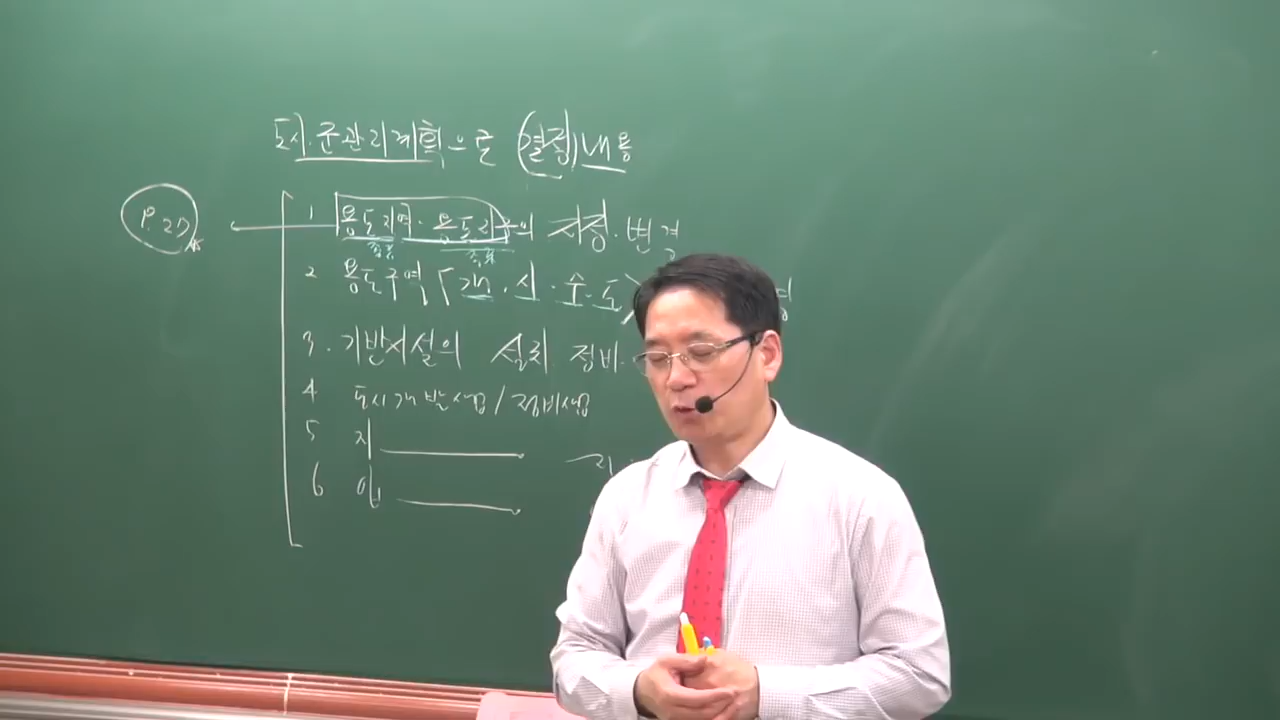 도시·군관리계획으로 (결정)내용
P.27
1 용도지역·용도지구의 지정·변경
2 용도구역 「개·시·수·도
3. 기반시설의 설치 정비·
4 도시개발사업/정비사업
5 지
6 입